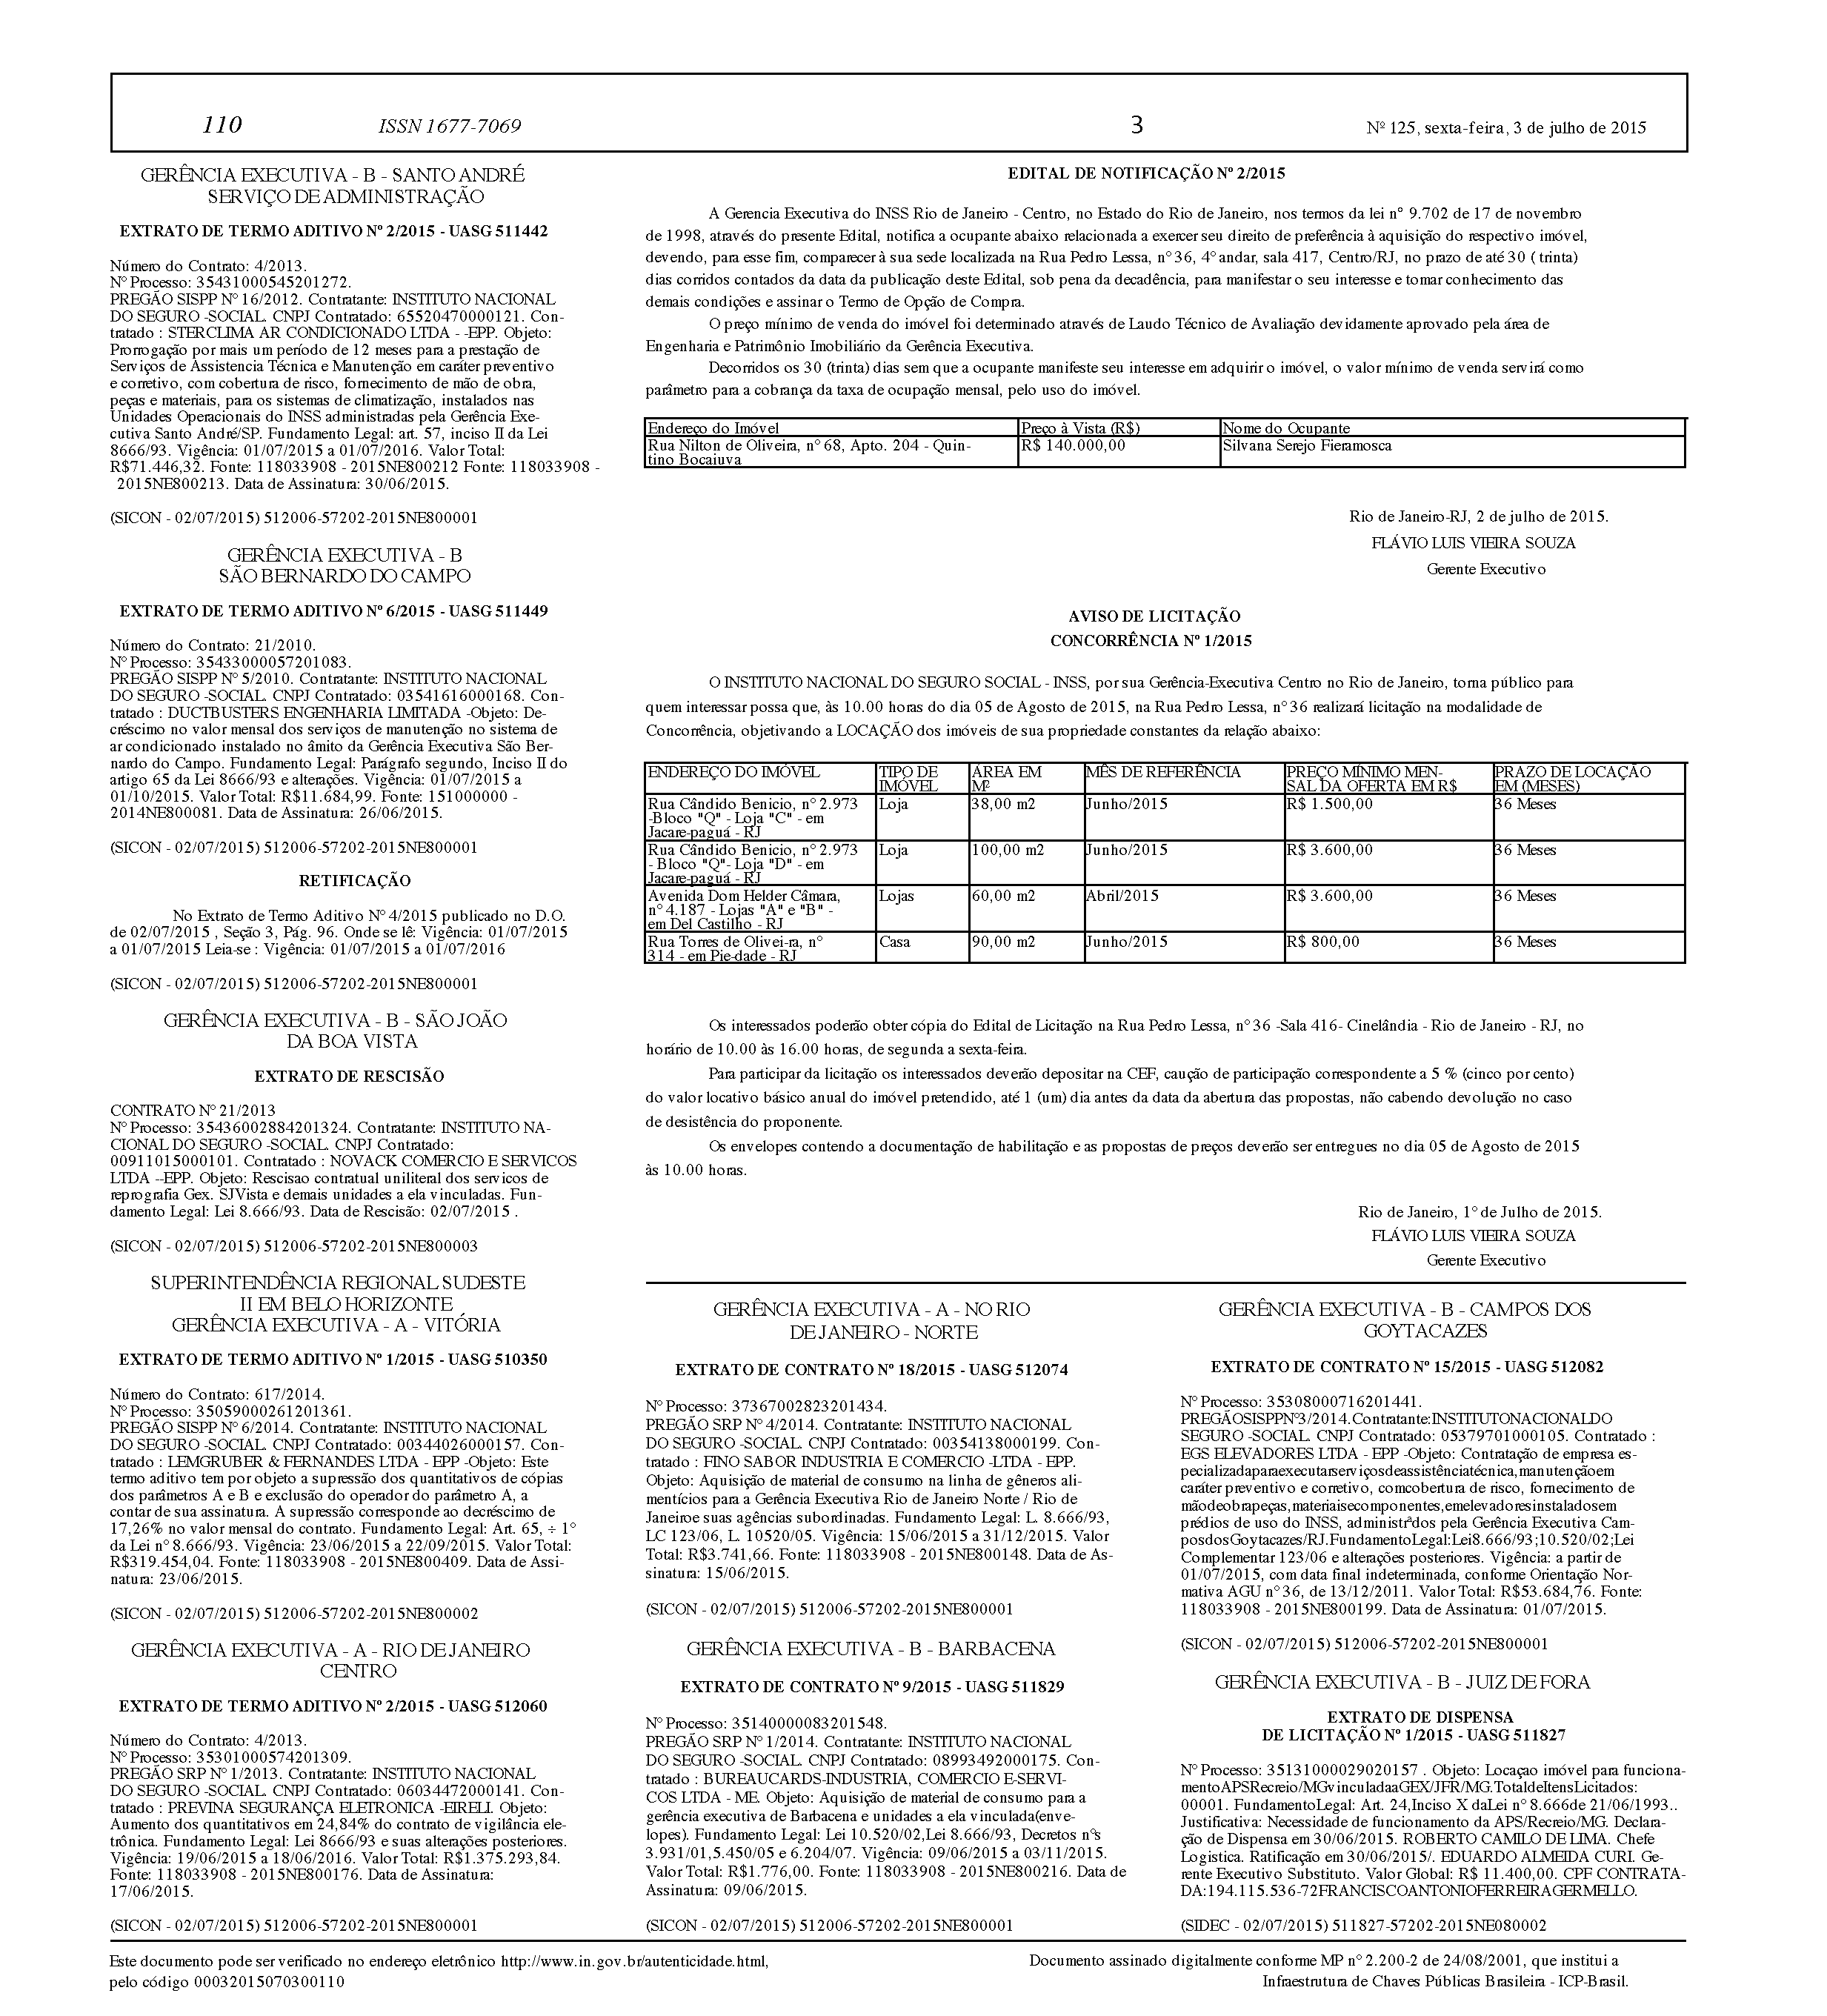 110 ISSN 1677-7069 3 Nº 125, sexta-feira, 3 de julho de 2015
GERÊNCIA EXECUTIVA - B - SANTO ANDRÉ
SERVIÇO DE ADMINISTRAÇÃO
EXTRATO DE TERMO ADITIVO Nº 2/2015 - UASG 511442
Número do Contrato: 4/2013.
Nº Processo: 35431000545201272.
PREGÃO SISPP Nº 16/2012. Contratante: INSTITUTO NACIONAL
DO SEGURO -SOCIAL. CNPJ Contratado: 65520470000121. Con-
tratado : STERCLIMA AR CONDICIONADO LTDA - -EPP. Objeto:
Prorrogação por mais um período de 12 meses para a prestação de
Serviços de Assistencia Técnica e Manutenção em caráter preventivo
e corretivo, com cobertura de risco, fornecimento de mão de obra,
peças e materiais, para os sistemas de climatização, instalados nas
Unidades Operacionais do INSS administradas pela Gerência Exe-
cutiva Santo André/SP. Fundamento Legal: art. 57, inciso II da Lei
8666/93. Vigência: 01/07/2015 a 01/07/2016. Valor Total:
R$71.446,32. Fonte: 118033908 - 2015NE800212 Fonte: 118033908 -
2015NE800213. Data de Assinatura: 30/06/2015.
(SICON - 02/07/2015) 512006-57202-2015NE800001
GERÊNCIA EXECUTIVA - B
SÃO BERNARDO DO CAMPO
EXTRATO DE TERMO ADITIVO Nº 6/2015 - UASG 511449
Número do Contrato: 21/2010.
Nº Processo: 35433000057201083.
PREGÃO SISPP Nº 5/2010. Contratante: INSTITUTO NACIONAL
DO SEGURO -SOCIAL. CNPJ Contratado: 03541616000168. Con-
tratado : DUCTBUSTERS ENGENHARIA LIMITADA -Objeto: De-
créscimo no valor mensal dos serviços de manutenção no sistema de
ar condicionado instalado no âmito da Gerência Executiva São Ber-
nardo do Campo. Fundamento Legal: Parágrafo segundo, Inciso II do
artigo 65 da Lei 8666/93 e alterações. Vigência: 01/07/2015 a
01/10/2015. Valor Total: R$11.684,99. Fonte: 151000000 -
2014NE800081. Data de Assinatura: 26/06/2015.
(SICON - 02/07/2015) 512006-57202-2015NE800001
RETIFICAÇÃO
No Extrato de Termo Aditivo Nº 4/2015 publicado no D.O.
de 02/07/2015 , Seção 3, Pág. 96. Onde se lê: Vigência: 01/07/2015
a 01/07/2015 Leia-se : Vigência: 01/07/2015 a 01/07/2016
(SICON - 02/07/2015) 512006-57202-2015NE800001
GERÊNCIA EXECUTIVA - B - SÃO JOÃO
DA BOA VISTA
EXTRATO DE RESCISÃO
CONTRATO Nº 21/2013
Nº Processo: 35436002884201324. Contratante: INSTITUTO NA-
CIONAL DO SEGURO -SOCIAL. CNPJ Contratado:
00911015000101. Contratado : NOVACK COMERCIO E SERVICOS
LTDA --EPP. Objeto: Rescisao contratual uniliteral dos servicos de
reprografia Gex. SJVista e demais unidades a ela vinculadas. Fun-
damento Legal: Lei 8.666/93. Data de Rescisão: 02/07/2015 .
(SICON - 02/07/2015) 512006-57202-2015NE800003
SUPERINTENDÊNCIA REGIONAL SUDESTE
II EM BELO HORIZONTE
GERÊNCIA EXECUTIVA - A - VITÓRIA
EXTRATO DE TERMO ADITIVO Nº 1/2015 - UASG 510350
Número do Contrato: 617/2014.
Nº Processo: 35059000261201361.
PREGÃO SISPP Nº 6/2014. Contratante: INSTITUTO NACIONAL
DO SEGURO -SOCIAL. CNPJ Contratado: 00344026000157. Con-
tratado : LEMGRUBER & FERNANDES LTDA - EPP -Objeto: Este
termo aditivo tem por objeto a supressão dos quantitativos de cópias
dos parâmetros A e B e exclusão do operador do parâmetro A, a
contar de sua assinatura. A supressão corresponde ao decréscimo de
17,26% no valor mensal do contrato. Fundamento Legal: Art. 65, ÷ 1º
da Lei nº 8.666/93. Vigência: 23/06/2015 a 22/09/2015. Valor Total:
R$319.454,04. Fonte: 118033908 - 2015NE800409. Data de Assi-
natura: 23/06/2015.
(SICON - 02/07/2015) 512006-57202-2015NE800002
GERÊNCIA EXECUTIVA - A - RIO DE JANEIRO
CENTRO
EXTRATO DE TERMO ADITIVO Nº 2/2015 - UASG 512060
Número do Contrato: 4/2013.
Nº Processo: 35301000574201309.
PREGÃO SRP Nº 1/2013. Contratante: INSTITUTO NACIONAL
DO SEGURO -SOCIAL. CNPJ Contratado: 06034472000141. Con-
tratado : PREVINA SEGURANÇA ELETRONICA -EIRELI. Objeto:
Aumento dos quantitativos em 24,84% do contrato de vigilância ele-
trônica. Fundamento Legal: Lei 8666/93 e suas alterações posteriores.
Vigência: 19/06/2015 a 18/06/2016. Valor Total: R$1.375.293,84.
Fonte: 118033908 - 2015NE800176. Data de Assinatura:
17/06/2015.
(SICON - 02/07/2015) 512006-57202-2015NE800001
EDITAL DE NOTIFICAÇÃO Nº 2/2015
A Gerencia Executiva do INSS Rio de Janeiro - Centro, no Estado do Rio de Janeiro, nos termos da lei n° 9.702 de 17 de novembro
de 1998, através do presente Edital, notifica a ocupante abaixo relacionada a exercer seu direito de preferência à aquisição do respectivo imóvel,
devendo, para esse fim, comparecer à sua sede localizada na Rua Pedro Lessa, nº 36, 4º andar, sala 417, Centro/RJ, no prazo de até 30 ( trinta)
dias corridos contados da data da publicação deste Edital, sob pena da decadência, para manifestar o seu interesse e tomar conhecimento das
demais condições e assinar o Termo de Opção de Compra.
O preço mínimo de venda do imóvel foi determinado através de Laudo Técnico de Avaliação devidamente aprovado pela área de
Engenharia e Patrimônio Imobiliário da Gerência Executiva.
Decorridos os 30 (trinta) dias sem que a ocupante manifeste seu interesse em adquirir o imóvel, o valor mínimo de venda servirá como
parâmetro para a cobrança da taxa de ocupação mensal, pelo uso do imóvel.
Endereço do Imóvel Preço à Vista (R$) Nome do Ocupante
Rua Nilton de Oliveira, nº 68, Apto. 204 - Quin- R$ 140.000,00 Silvana Serejo Fieramosca
tino Bocaiuva
Rio de Janeiro-RJ, 2 de julho de 2015.
FLÁVIO LUIS VIEIRA SOUZA
Gerente Executivo
AVISO DE LICITAÇÃO
CONCORRÊNCIA Nº 1/2015
O INSTITUTO NACIONAL DO SEGURO SOCIAL - INSS, por sua Gerência-Executiva Centro no Rio de Janeiro, torna público para
quem interessar possa que, às 10.00 horas do dia 05 de Agosto de 2015, na Rua Pedro Lessa, nº 36 realizará licitação na modalidade de
Concorrência, objetivando a LOCAÇÃO dos imóveis de sua propriedade constantes da relação abaixo:
ENDEREÇO DO IMÓVEL TIPO DE ÁREA EM MÊS DE REFERÊNCIA PREÇO MÍNIMO MEN- PRAZO DE LOCAÇÃO
IMÓVEL M² SAL DA OFERTA EM R$ EM (MESES)
Rua Cândido Benicio, nº 2.973 Loja 38,00 m2 Junho/2015 R$ 1.500,00 36 Meses
-Bloco "Q" - Loja "C" - em
Jacare-paguá - RJ
Rua Cândido Benicio, nº 2.973 Loja 100,00 m2 Junho/2015 R$ 3.600,00 36 Meses
- Bloco "Q"- Loja "D" - em
Jacare-paguá - RJ
Avenida Dom Helder Câmara, Lojas 60,00 m2 Abril/2015 R$ 3.600,00 36 Meses
nº 4.187 - Lojas "A" e "B" -
em Del Castilho - RJ
Rua Torres de Olivei-ra, nº Casa 90,00 m2 Junho/2015 R$ 800,00 36 Meses
314 - em Pie-dade - RJ
Os interessados poderão obter cópia do Edital de Licitação na Rua Pedro Lessa, nº 36 -Sala 416- Cinelândia - Rio de Janeiro - RJ, no
horário de 10.00 às 16.00 horas, de segunda a sexta-feira.
Para participar da licitação os interessados deverão depositar na CEF, caução de participação correspondente a 5 % (cinco por cento)
do valor locativo básico anual do imóvel pretendido, até 1 (um) dia antes da data da abertura das propostas, não cabendo devolução no caso
de desistência do proponente.
Os envelopes contendo a documentação de habilitação e as propostas de preços deverão ser entregues no dia 05 de Agosto de 2015
às 10.00 horas.
Rio de Janeiro, 1º de Julho de 2015.
FLÁVIO LUIS VIEIRA SOUZA
Gerente Executivo
GERÊNCIA EXECUTIVA - A - NO RIO
DE JANEIRO - NORTE
EXTRATO DE CONTRATO Nº 18/2015 - UASG 512074
Nº Processo: 37367002823201434.
PREGÃO SRP Nº 4/2014. Contratante: INSTITUTO NACIONAL
DO SEGURO -SOCIAL. CNPJ Contratado: 00354138000199. Con-
tratado : FINO SABOR INDUSTRIA E COMERCIO -LTDA - EPP.
Objeto: Aquisição de material de consumo na linha de gêneros ali-
mentícios para a Gerência Executiva Rio de Janeiro Norte / Rio de
Janeiroe suas agências subordinadas. Fundamento Legal: L. 8.666/93,
LC 123/06, L. 10520/05. Vigência: 15/06/2015 a 31/12/2015. Valor
Total: R$3.741,66. Fonte: 118033908 - 2015NE800148. Data de As-
sinatura: 15/06/2015.
(SICON - 02/07/2015) 512006-57202-2015NE800001
GERÊNCIA EXECUTIVA - B - BARBACENA
EXTRATO DE CONTRATO Nº 9/2015 - UASG 511829
Nº Processo: 35140000083201548.
PREGÃO SRP Nº 1/2014. Contratante: INSTITUTO NACIONAL
DO SEGURO -SOCIAL. CNPJ Contratado: 08993492000175. Con-
tratado : BUREAUCARDS-INDUSTRIA, COMERCIO E-SERVI-
COS LTDA - ME. Objeto: Aquisição de material de consumo para a
gerência executiva de Barbacena e unidades a ela vinculada(enve-
lopes). Fundamento Legal: Lei 10.520/02,Lei 8.666/93, Decretos nºs
3.931/01,5.450/05 e 6.204/07. Vigência: 09/06/2015 a 03/11/2015.
Valor Total: R$1.776,00. Fonte: 118033908 - 2015NE800216. Data de
Assinatura: 09/06/2015.
(SICON - 02/07/2015) 512006-57202-2015NE800001
GERÊNCIA EXECUTIVA - B - CAMPOS DOS
GOYTACAZES
EXTRATO DE CONTRATO Nº 15/2015 - UASG 512082
Nº Processo: 35308000716201441.
PREGÃOSISPPNº3/2014.Contratante:INSTITUTONACIONALDO
SEGURO -SOCIAL. CNPJ Contratado: 05379701000105. Contratado :
EGS ELEVADORES LTDA - EPP -Objeto: Contratação de empresa es-
pecializadaparaexecutarserviçosdeassistênciatécnica,manutençãoem
caráter preventivo e corretivo, comcobertura de risco, fornecimento de
mãodeobrapeças,materiaisecomponentes,emelevadoresinstaladosem
prédios de uso do INSS, administrªdos pela Gerência Executiva Cam-
posdosGoytacazes/RJ.FundamentoLegal:Lei8.666/93;10.520/02;Lei
Complementar 123/06 e alterações posteriores. Vigência: a partir de
01/07/2015, com data final indeterminada, conforme Orientação Nor-
mativa AGU nº 36, de 13/12/2011. Valor Total: R$53.684,76. Fonte:
118033908 - 2015NE800199. Data de Assinatura: 01/07/2015.
(SICON - 02/07/2015) 512006-57202-2015NE800001
GERÊNCIA EXECUTIVA - B - JUIZ DE FORA
EXTRATO DE DISPENSA
DE LICITAÇÃO Nº 1/2015 - UASG 511827
Nº Processo: 35131000029020157 . Objeto: Locaçao imóvel para funciona-
mentoAPSRecreio/MGvinculadaaGEX/JFR/MG.TotaldeItensLicitados:
00001. FundamentoLegal: Art. 24,Inciso X daLei nº 8.666de 21/06/1993..
Justificativa: Necessidade de funcionamento da APS/Recreio/MG. Declara-
ção de Dispensa em 30/06/2015. ROBERTO CAMILO DE LIMA. Chefe
Logistica. Ratificação em 30/06/2015/. EDUARDO ALMEIDA CURI. Ge-
rente Executivo Substituto. Valor Global: R$ 11.400,00. CPF CONTRATA-
DA:194.115.536-72FRANCISCOANTONIOFERREIRAGERMELLO.
(SIDEC - 02/07/2015) 511827-57202-2015NE080002
Este documento pode ser verificado no endereço eletrônico http://www.in.gov.br/autenticidade.html,
pelo código 00032015070300110
Documento assinado digitalmente conforme MP nº 2.200-2 de 24/08/2001, que institui a
Infraestrutura de Chaves Públicas Brasileira - ICP-Brasil.